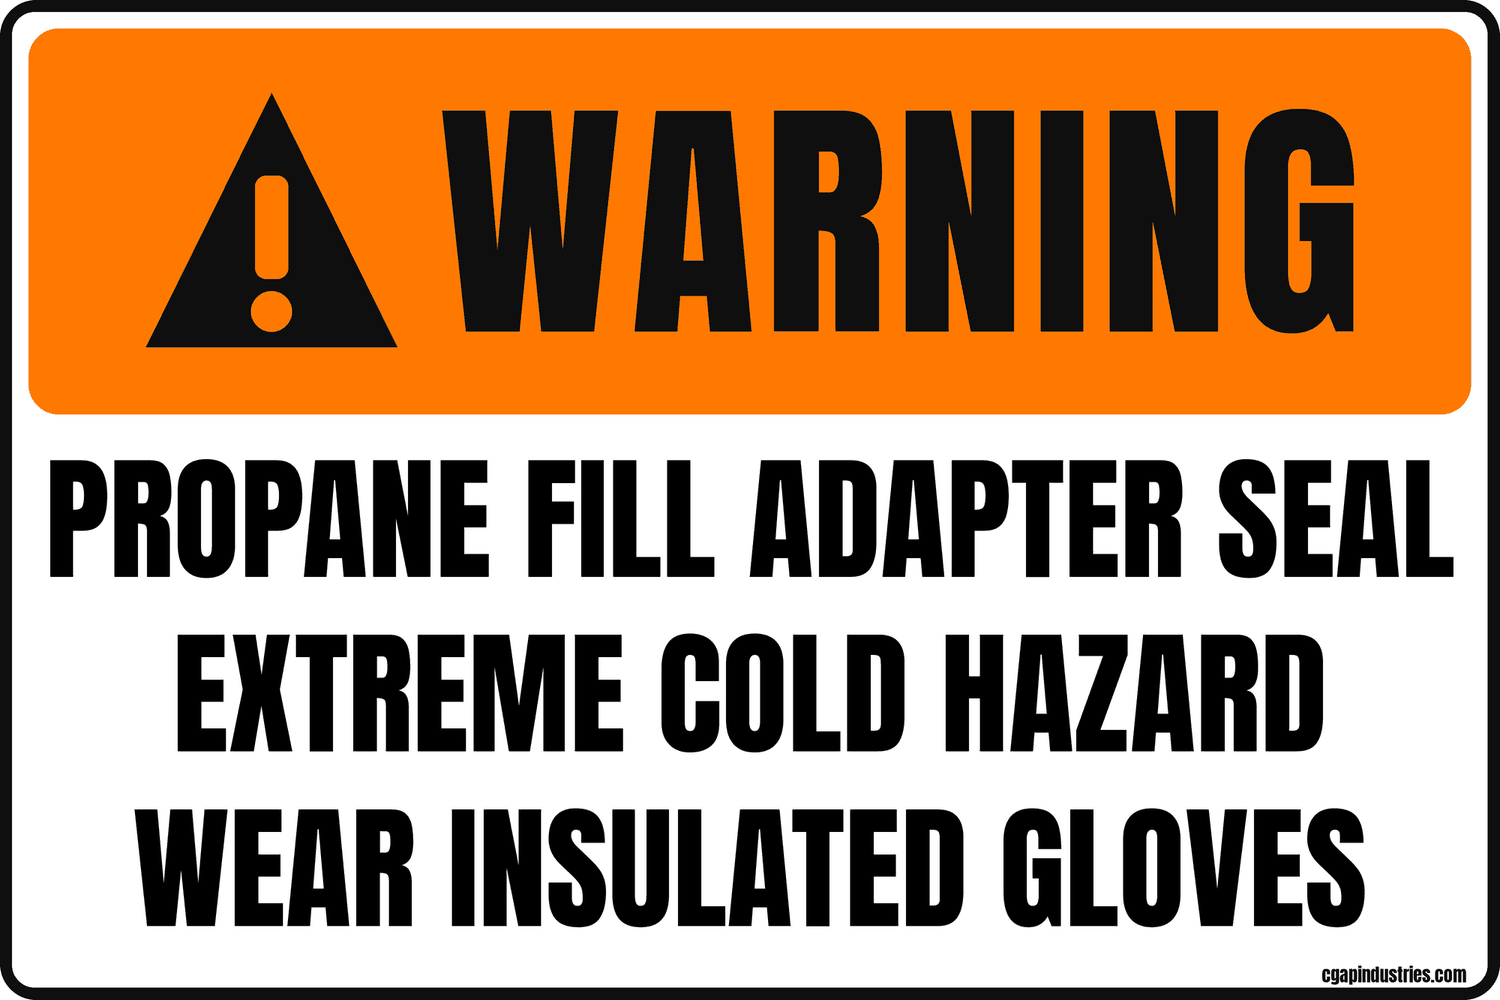 WARNING
PROPANE FILL ADAPTER SEAL
EXTREME COLD HAZARD
WEAR INSULATED GLOVES
cgapindustries.com